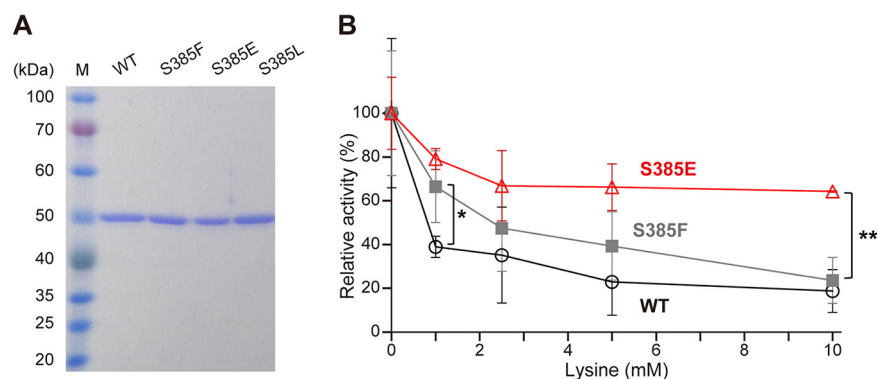 A
(kDa) M WT S385F S385E S385L
100
70
60
50
40
35
25
20
B
Relative activity (%)
100
80
60
40
20
0
S385E
S385F
WT
*
**
0 2 4 6 8 10
Lysine (mM)